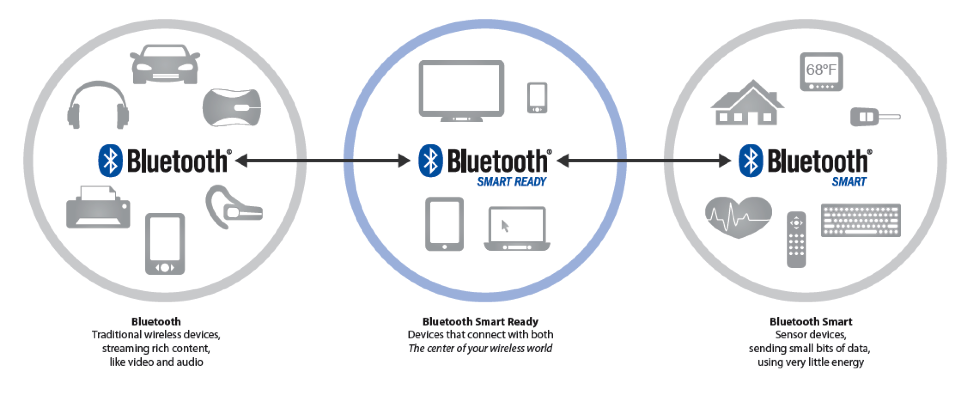 68°F
Bluetooth®
Bluetooth®
SMART READY
Bluetooth®
SMART
Bluetooth
Traditional wireless devices,
streaming rich content,
like video and audio
Bluetooth Smart Ready
Devices that connect with both
The center of your wireless world
Bluetooth Smart
Sensor devices,
sending small bits of data,
using very little energy